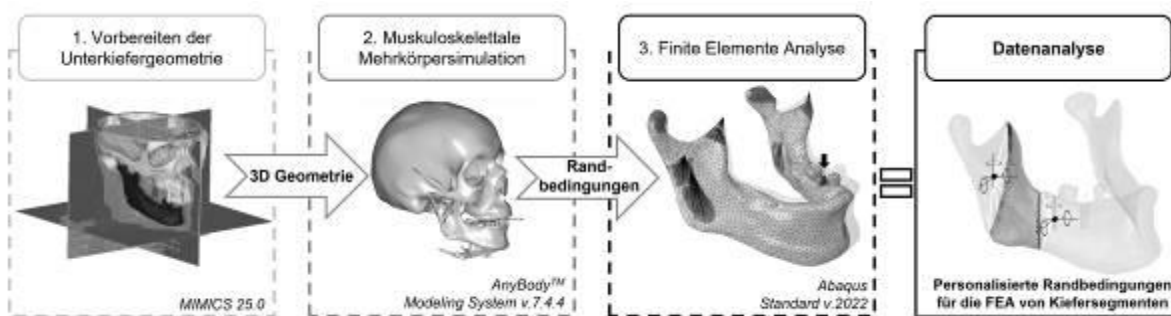 1. Vorbereiten der
Unterkiefergeometrie
MIMICS 25.0
3D Geometrie
2. Muskuloskelettale
Mehrkörpersimulation
AnyBody™
Modeling System v.7.4.4
Rand-
bedingungen
3. Finite Elemente Analyse
Abaqus
Standard v.2022
Datenanalyse
Personalisierte Randbedingungen
für die FEA von Kiefersegmenten